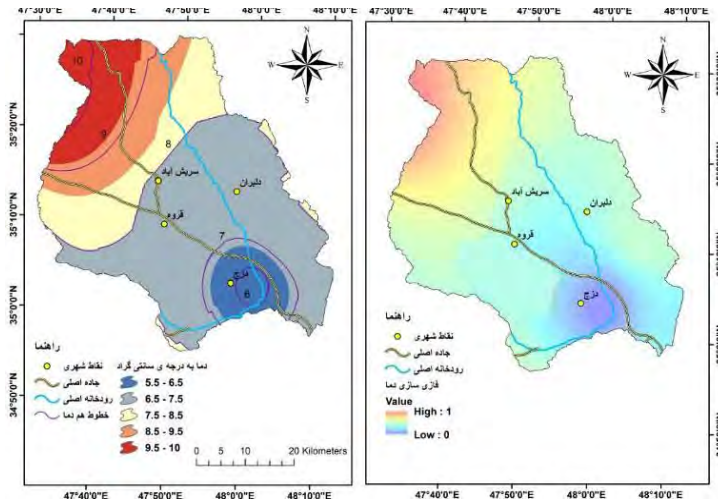 47°30'0"E 47°40'0"E 47°50'0"E 48°0'0"E 48°10'0"E
N
W E
S
35°20'0"N
35°10'0"N
35°0'0"N
34°50'0"N
10
9
8
7
6
سریش آباد
دلبران
قروه
دزج
راهنما
نقاط شهری
جاده اصلی
رودخانه اصلی
خطوط هم دما
دما به درجه ی سانتی گراد
5.5 - 6.5
6.5 - 7.5
7.5 - 8.5
8.5 - 9.5
9.5 - 10
0 5 10 20 Kilometers
47°40'0"E 47°50'0"E 48°0'0"E 48°10'0"E
47°30'0"E 47°40'0"E 47°50'0"E 48°0'0"E 48°10'0"E
N
W E
S
سریش آباد
دلبران
قروه
دزج
راهنما
نقاط شهری
جاده اصلی
رودخانه اصلی
فازی سازی دما
Value
High : 1
Low : 0
47°40'0"E 47°50'0"E 48°0'0"E 48°10'0"E